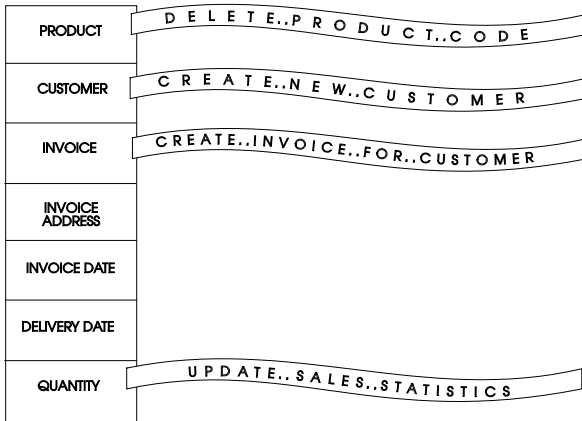 PRODUCT
DELETE..PRODUCT..CODE
CUSTOMER
CREATE..NEW..CUSTOMER
INVOICE
CREATE..INVOICE..FOR..CUSTOMER
INVOICE
ADDRESS
INVOICE DATE
DELIVERY DATE
QUANTITY
UPDATE..SALES..STATISTICS